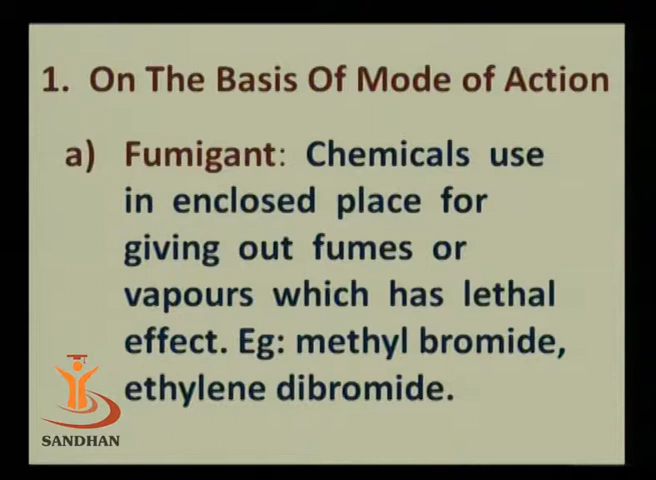 1. On The Basis Of Mode of Action
a) Fumigant: Chemicals use
in enclosed place for
giving out fumes or
vapours which has lethal
effect. Eg: methyl bromide,
ethylene dibromide.
SANDHAN